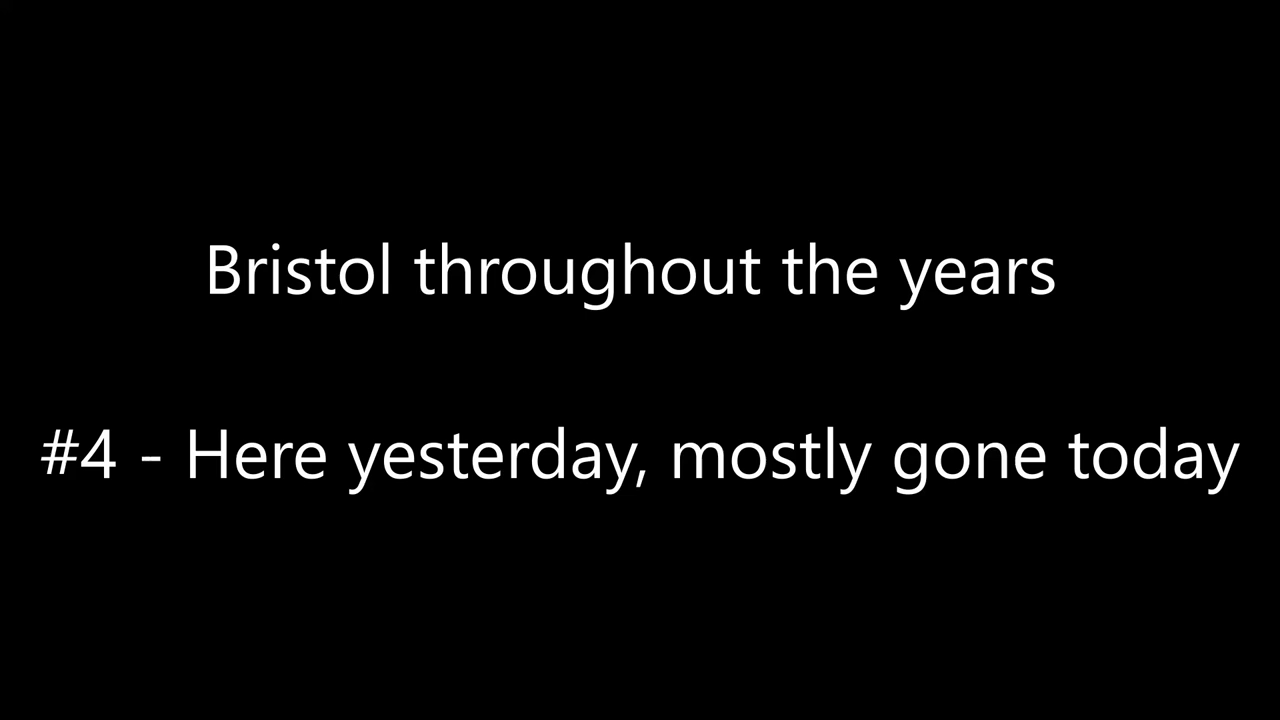 Bristol throughout the years
#4 - Here yesterday, mostly gone today